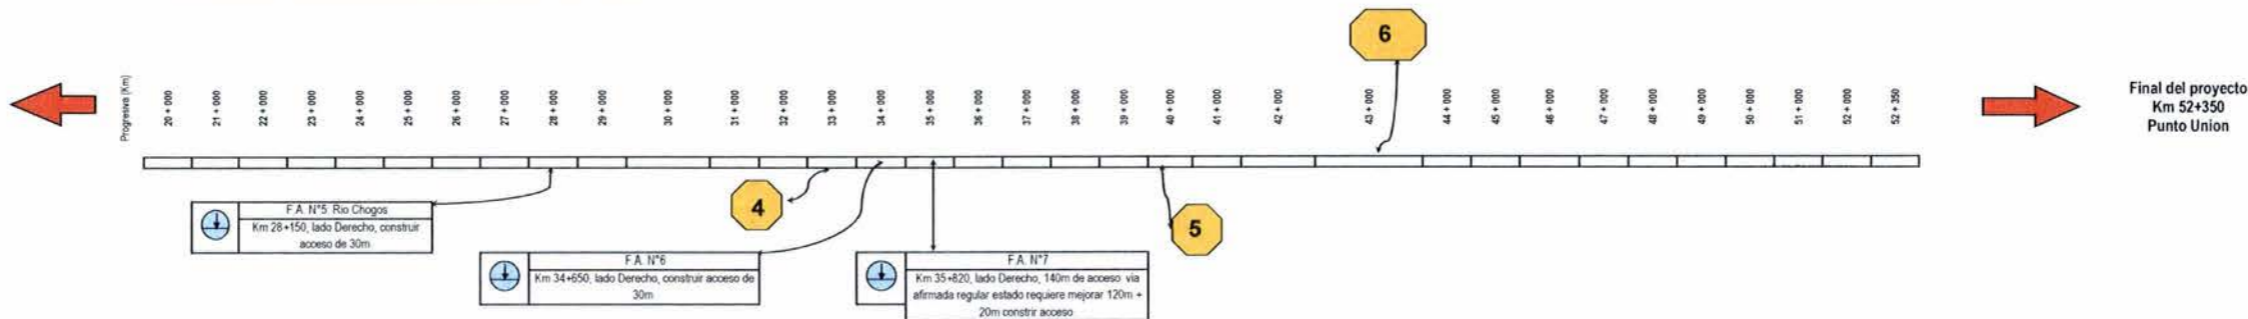 6
Progresiva (Km)
20 + 000
21 + 000
22 + 000
23 + 000
24 + 000
25 + 000
26 + 000
27 + 000
28 + 000
29 + 000
30 + 000
31 + 000
32 + 000
33 + 000
34 + 000
35 + 000
36 + 000
37 + 000
38 + 000
39 + 000
40 + 000
41 + 000
42 + 000
43 + 000
44 + 000
45 + 000
46 + 000
47 + 000
48 + 000
49 + 000
50 + 000
51 + 000
52 + 000
52 + 350
Final del proyecto
Km 52+350
Punto Union
F.A. N°5: Rio Chogos
Km 28+150, lado Derecho, construir
acceso de 30m
4
5
F.A. N°6
Km 34+650, lado Derecho, construir acceso de
30m
F.A. N°7
Km 35+820, lado Derecho, 140m de acceso via
afirmada regular estado requiere mejorar 120m +
20m constrir acceso